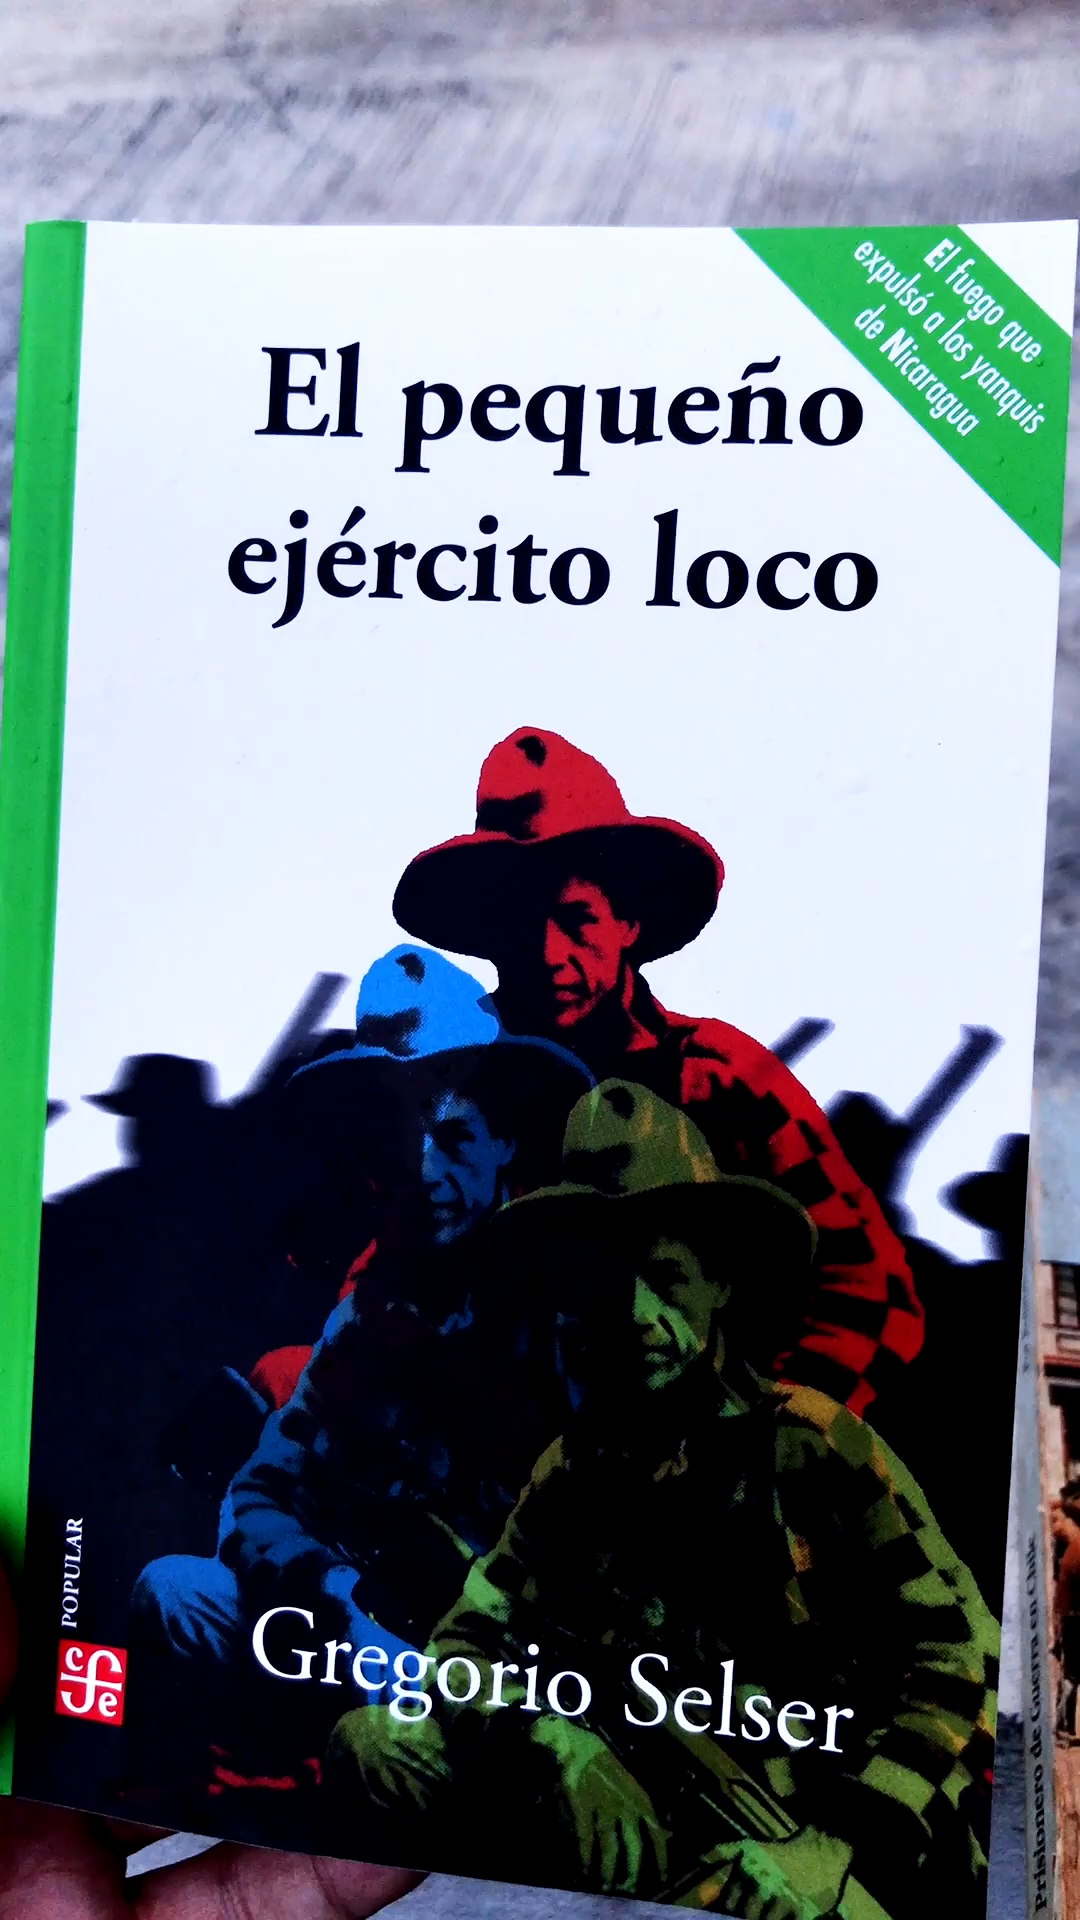 El fuego que
expulsó a los yanquis
de Nicaragua
El pequeño
ejército loco
POPULAR
cfe
Gregorio Selser
Prisionero de Guerra en Chile